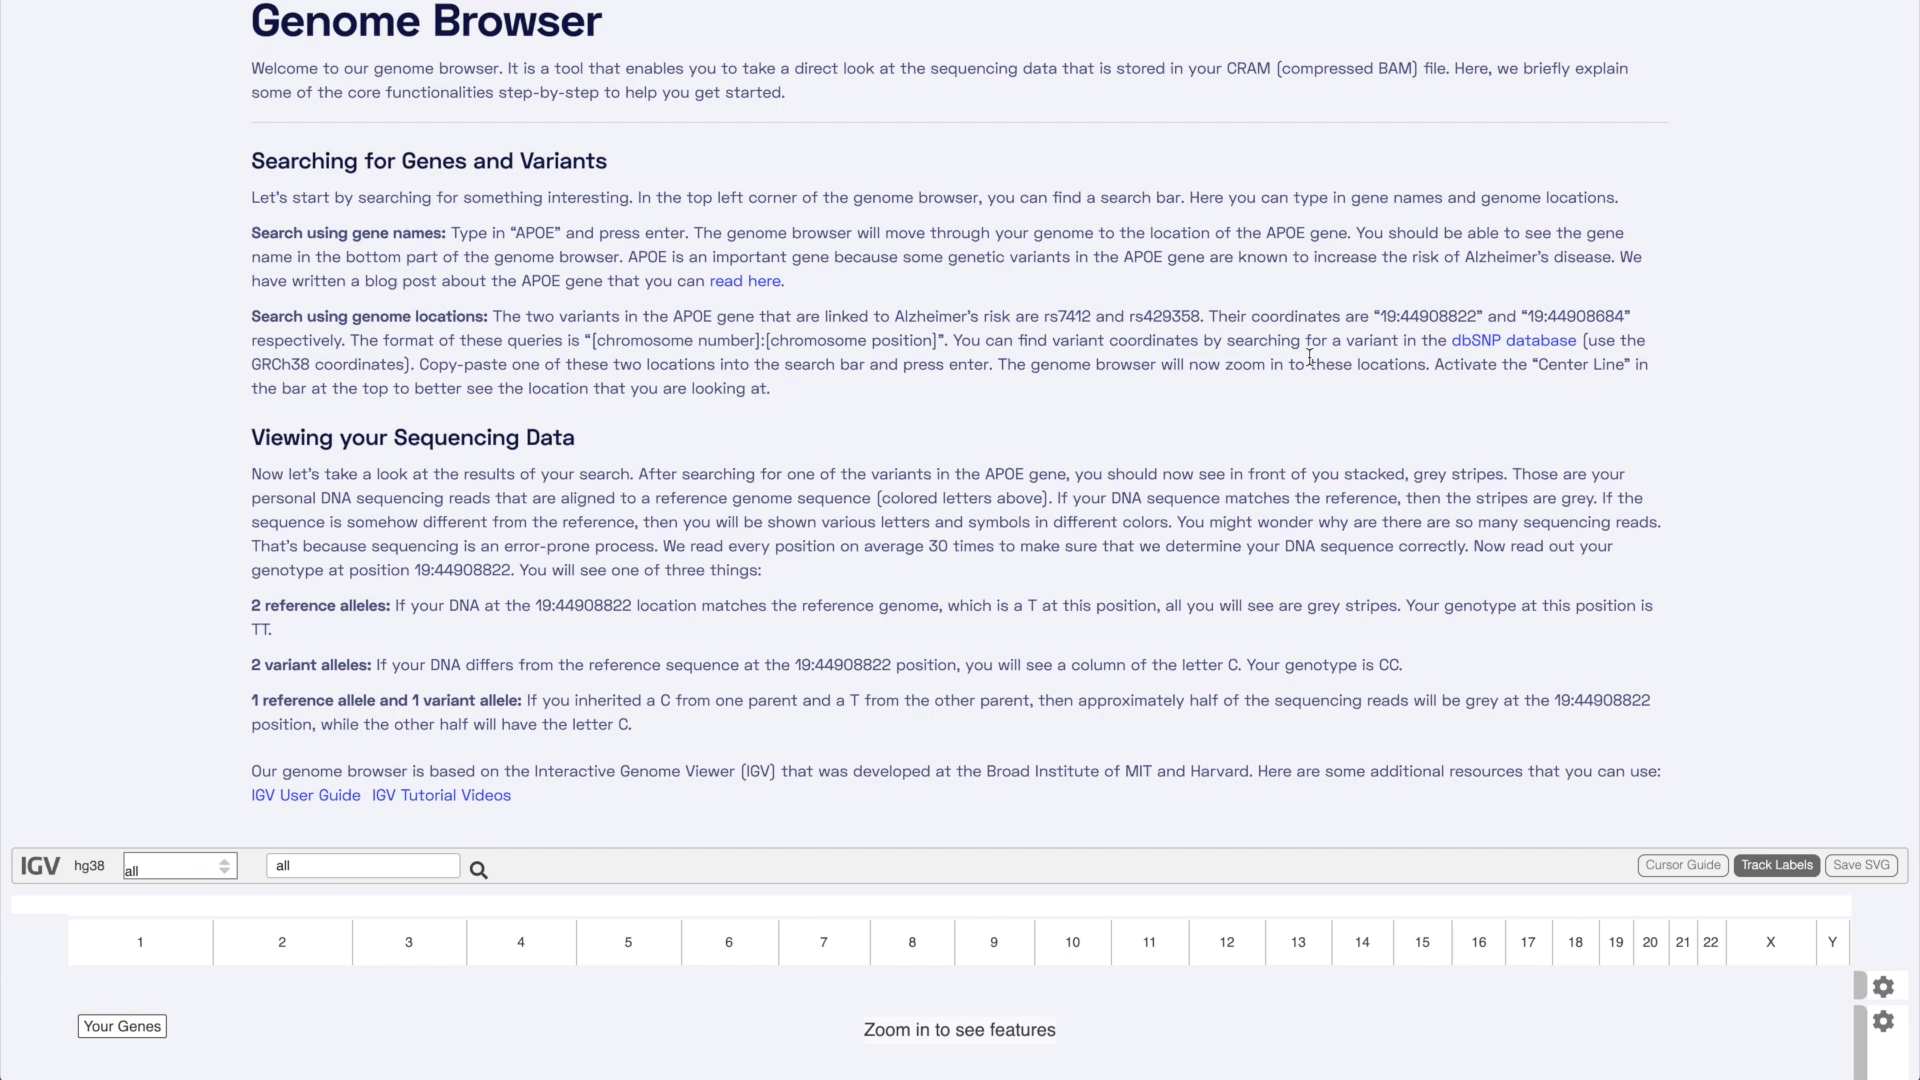 Genome Browser
Welcome to our genome browser. It is a tool that enables you to take a direct look at the sequencing data that is stored in your CRAM (compressed BAM) file. Here, we briefly explain
some of the core functionalities step-by-step to help you get started.
Searching for Genes and Variants
Let's start by searching for something interesting. In the top left corner of the genome browser, you can find a search bar. Here you can type in gene names and genome locations.
Search using gene names: Type in “APOE” and press enter. The genome browser will move through your genome to the location of the APOE gene. You should be able to see the gene
name in the bottom part of the genome browser. APOE is an important gene because some genetic variants in the APOE gene are known to increase the risk of Alzheimer's disease. We
have written a blog post about the APOE gene that you can read here.
Search using genome locations: The two variants in the APOE gene that are linked to Alzheimer's risk are rs7412 and rs429358. Their coordinates are “19:44908822” and “19:44908684”
respectively. The format of these queries is “[chromosome number]:[chromosome position]”. You can find variant coordinates by searching for a variant in the dbSNP database (use the
GRCh38 coordinates). Copy-paste one of these two locations into the search bar and press enter. The genome browser will now zoom in to these locations. Activate the “Center Line” in
the bar at the top to better see the location that you are looking at.
Viewing your Sequencing Data
Now let's take a look at the results of your search. After searching for one of the variants in the APOE gene, you should now see in front of you stacked, grey stripes. Those are your
personal DNA sequencing reads that are aligned to a reference genome sequence (colored letters above). If your DNA sequence matches the reference, then the stripes are grey. If the
sequence is somehow different from the reference, then you will be shown various letters and symbols in different colors. You might wonder why are there are so many sequencing reads.
That's because sequencing is an error-prone process. We read every position on average 30 times to make sure that we determine your DNA sequence correctly. Now read out your
genotype at position 19:44908822. You will see one of three things:
2 reference alleles: If your DNA at the 19:44908822 location matches the reference genome, which is a T at this position, all you will see are grey stripes. Your genotype at this position is
TT.
2 variant alleles: If your DNA differs from the reference sequence at the 19:44908822 position, you will see a column of the letter C. Your genotype is CC.
1 reference allele and 1 variant allele: If you inherited a C from one parent and a T from the other parent, then approximately half of the sequencing reads will be grey at the 19:44908822
position, while the other half will have the letter C.
Our genome browser is based on the Interactive Genome Viewer (IGV) that was developed at the Broad Institute of MIT and Harvard. Here are some additional resources that you can use:
IGV User Guide IGV Tutorial Videos
IGV hg38 all all Cursor Guide Track Labels Save SVG
1 2 3 4 5 6 7 8 9 10 11 12 13 14 15 16 17 18 19 20 21 22 X Y
Your Genes Zoom in to see features